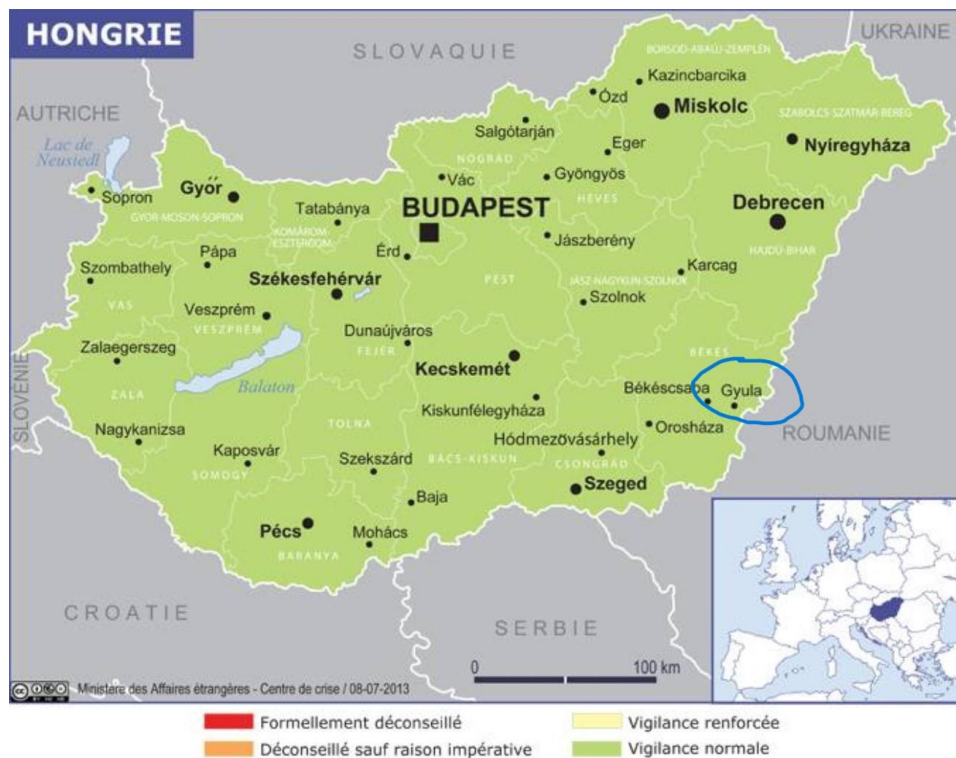 HONGRIE
SLOVAQUIE
UKRAINE
AUTRICHE
Lac de
Neusiedl
BORSOD-ABAÚJ-ZEMPLÉN
Kazincbarcika
Ózd
Miskolc
SZABOLCS-SZATMÁR-BEREG
Salgótarján
Nyíregyháza
Eger
NÓGRÁD
Sopron
Győr
Vác
Gyöngyös
HEVES
GYOR-MOSON-SOPRON
Tatabánya
BUDAPEST
Debrecen
KOMÁROM-
ESZTERGOM
Jászberény
HAJDÚ-BIHAR
Pápa
Érd
Szombathely
Székesfehérvár
PEST
Karcag
JÁSZ-NAGYKUN-SZOLNOK
VAS
Veszprém
Szolnok
VESZPRÉM
Dunaújváros
FEJÉR
Zalaegerszeg
Kecskemét
BÉKÉS
SLOVÉNIE
Balaton
Békéscsaba
Gyula
ZALA
Kiskunfélegyháza
TOLNA
Orosháza
ROUMANIE
Nagykanizsa
Hódmezövásárhely
Kaposvár
Szekszárd
BÁCS-KISKUN
CSONGRÁD
SOMOGY
Szeged
Baja
Pécs
Mohács
BARANYA
CROATIE
SERBIE
0 100 km
Ministère des Affaires étrangères - Centre de crise / 08-07-2013
Formellement déconseillé
Vigilance renforcée
Déconseillé sauf raison impérative
Vigilance normale